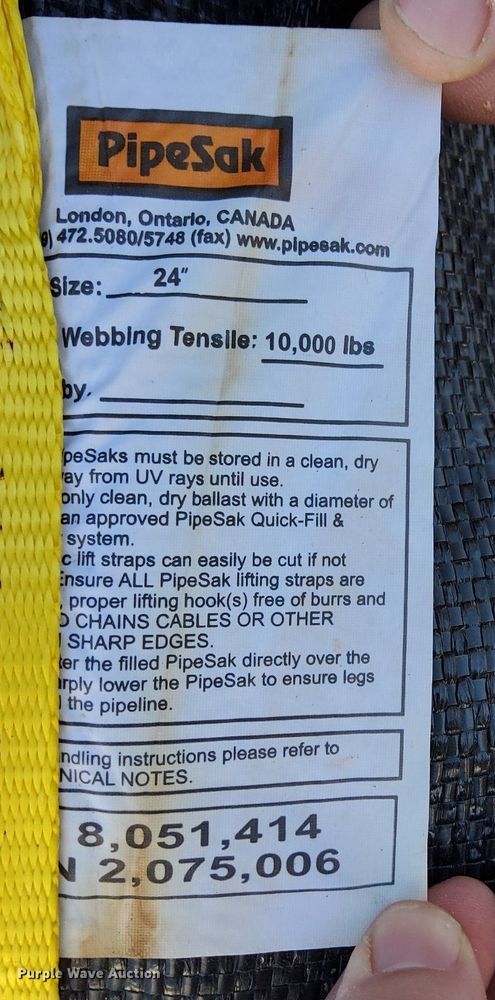 PipeSak
London, Ontario, CANADA
9) 472.5080/5748 (fax) www.pipesak.com
Size: 24"
Webbing Tensile: 10,000 lbs
by.
peSaks must be stored in a clean, dry
ay from UV rays until use.
only clean, dry ballast with a diameter of
an approved PipeSak Quick-Fill &
system.
c lift straps can easily be cut if not
Ensure ALL PipeSak lifting straps are
, proper lifting hook(s) free of burrs and
O CHAINS CABLES OR OTHER
SHARP EDGES.
ter the filled PipeSak directly over the
arply lower the PipeSak to ensure legs
the pipeline.
ndling instructions please refer to
NICAL NOTES.
8,051,414
N 2,075,006
Purple Wave Auction